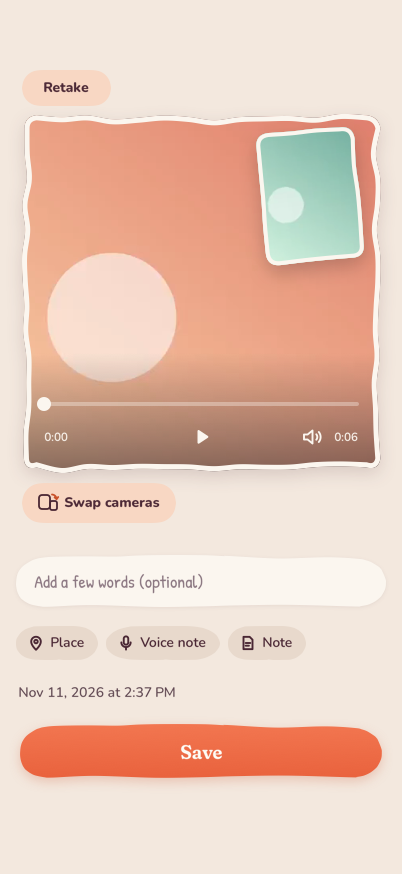 Retake
0:00
0:06
Swap cameras
Add a few words (optional)
Place
Voice note
Note
Nov 11, 2026 at 2:37 PM
Save